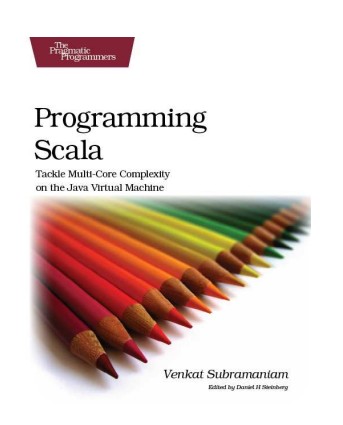 The
Pragmatic
Programmers
Programming
Scala
Tackle Multi-Core Complexity
on the Java Virtual Machine
Venkat Subramaniam
Edited by Daniel H Steinberg